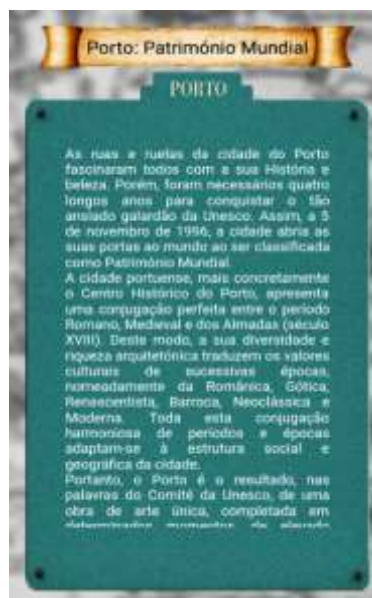 Porto: Património Mundial
PORTO
As ruas e ruelas da cidade do Porto
fascinaram todos com a sua História e
beleza. Porém, foram necessários quatro
longos anos para conquistar o tão
ansiado galardão da Unesco. Assim, a 5
de novembro de 1996, a cidade abria as
suas portas ao mundo ao ser classificada
como Património Mundial.
A cidade portuense, mais concretamente
o Centro Histórico do Porto, apresenta
uma conjugação perfeita entre o período
Romano, Medieval e dos Almadas (século
XVIII). Deste modo, a sua diversidade e
riqueza arquitetónica traduzem os valores
culturais de sucessivas épocas,
nomeadamente da Românica, Gótica,
Renascentista, Barroca, Neoclássica e
Moderna. Toda esta conjugação
harmoniosa de períodos e épocas
adaptam-se à estrutura social e
geográfica da cidade.
Portanto, o Porto é o resultado, nas
palavras do Comité da Unesco, de uma
obra de arte única, completada em
determinados momentos, de elevado